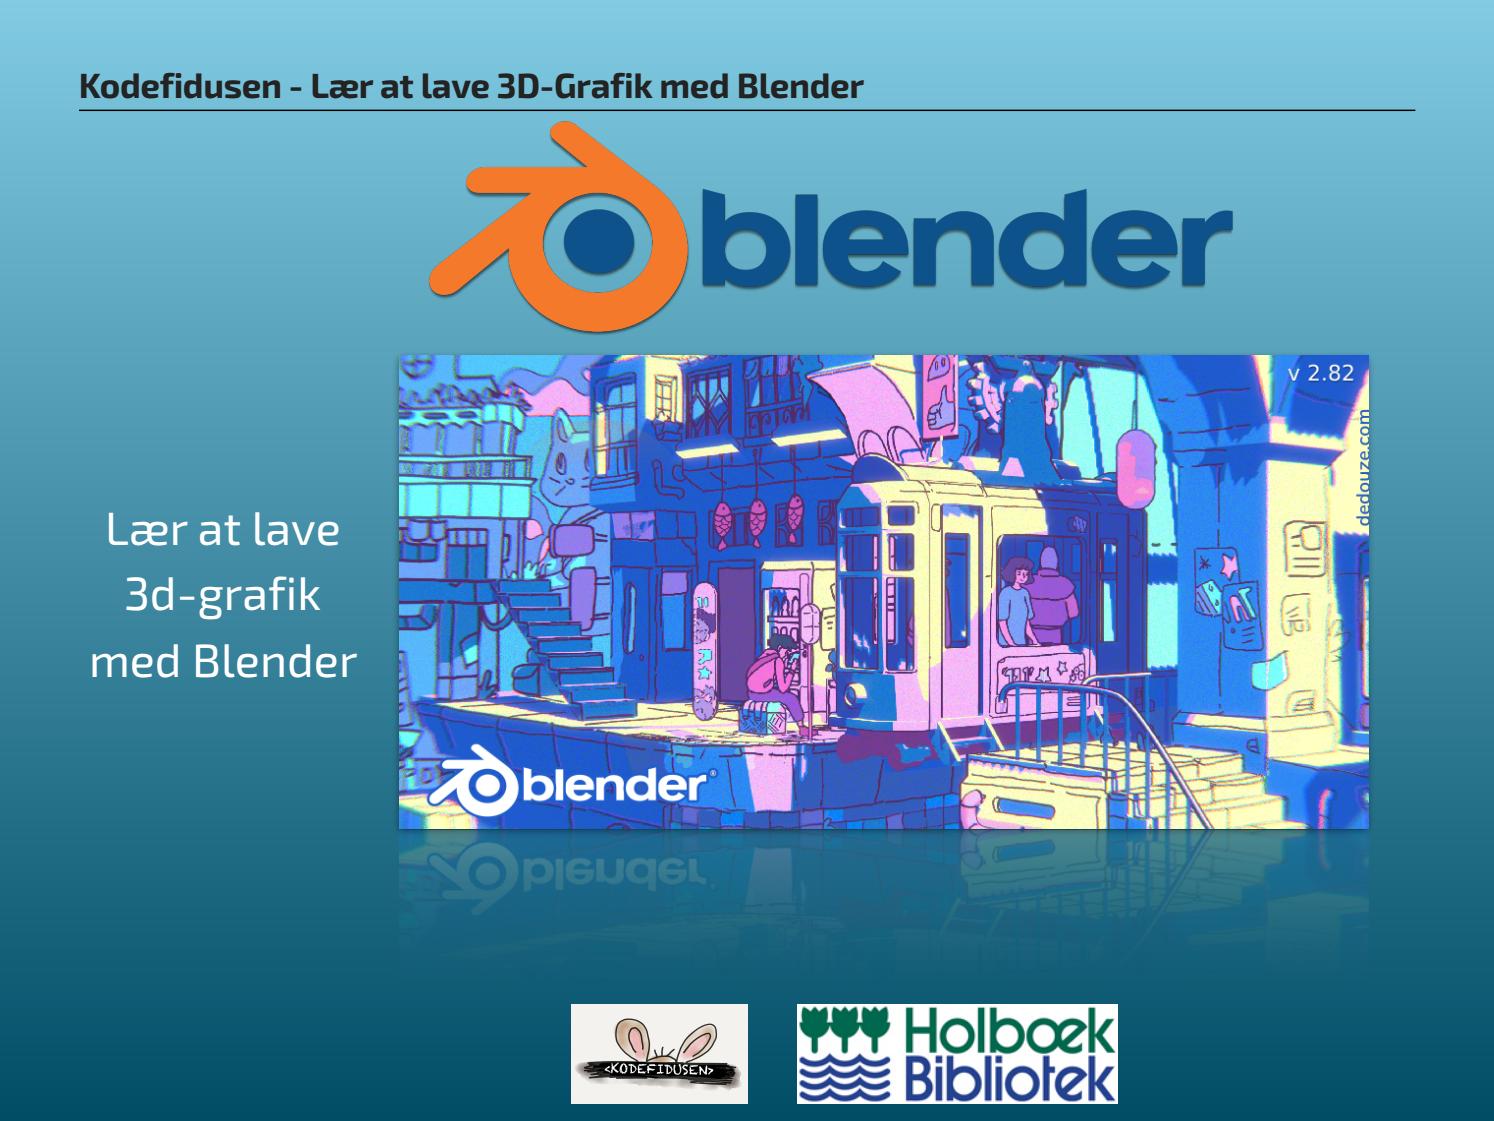 Kodefidusen - Lær at lave 3D-Grafik med Blender
blender
v 2.82
dedouze.com
Lær at lave
3d-grafik
med Blender
blender®
<KODEFIDUSEN>
Holbæk
Bibliotek